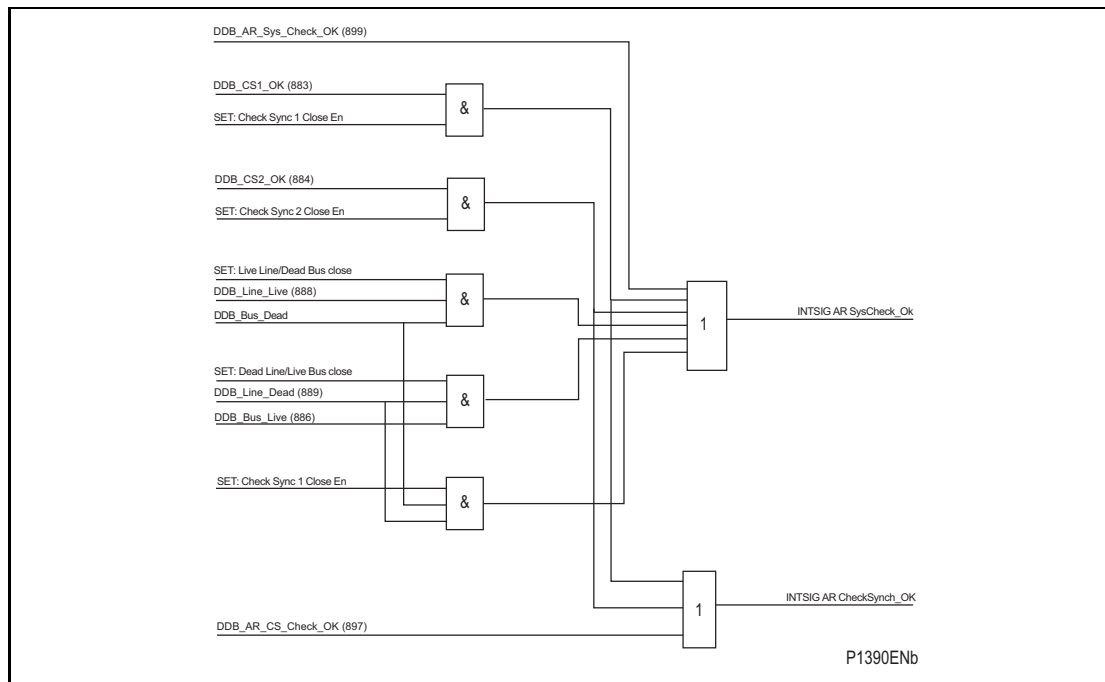 DDB_AR_Sys_Check_OK (899)
DDB_CS1_OK (883)
&
SET: Check Sync 1 Close En
DDB_CS2_OK (884)
&
SET: Check Sync 2 Close En
SET: Live Line/Dead Bus close
DDB_Line_Live (888)
&
DDB_Bus_Dead
1
INTSIG AR SysCheck_Ok
SET: Dead Line/Live Bus close
DDB_Line_Dead (889)
&
DDB_Bus_Live (886)
SET: Check Sync 1 Close En
&
1
INTSIG AR CheckSynch_OK
DDB_AR_CS_Check_OK (897)
P1390ENb